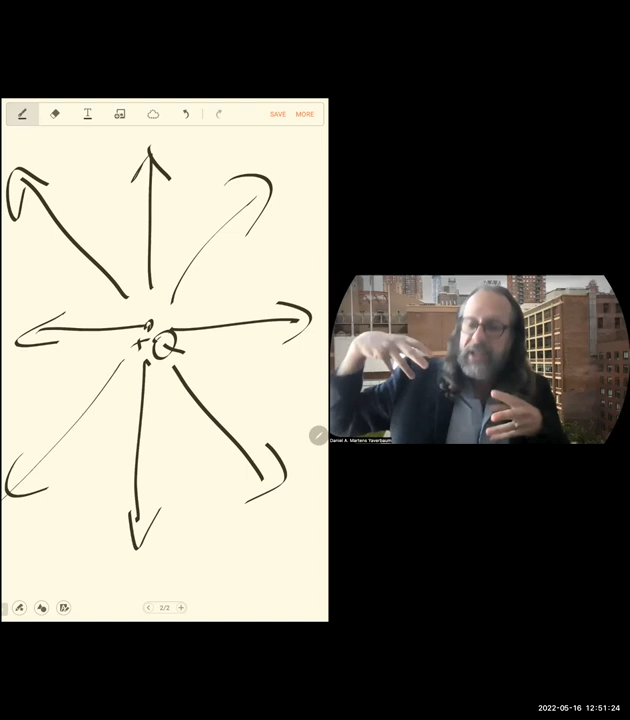 T
SAVE MORE
+Q
2/2
Daniel A. Martens Yaverbaum
2022-05-16 12:51:24